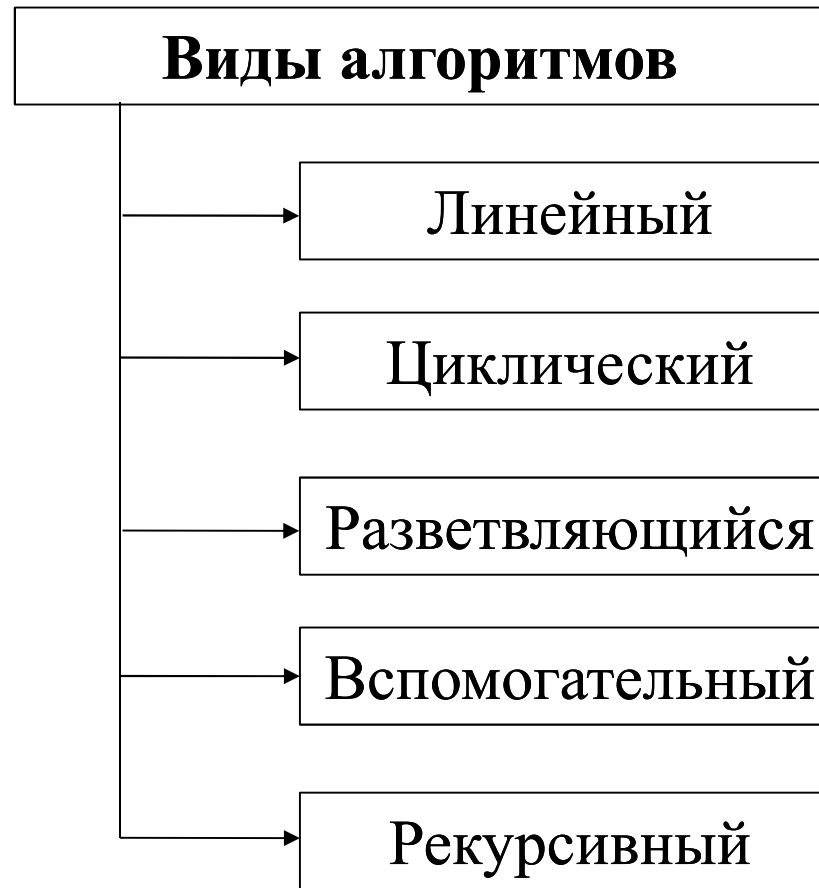 Виды алгоритмов
Линейный
Циклический
Разветвляющийся
Вспомогательный
Рекурсивный